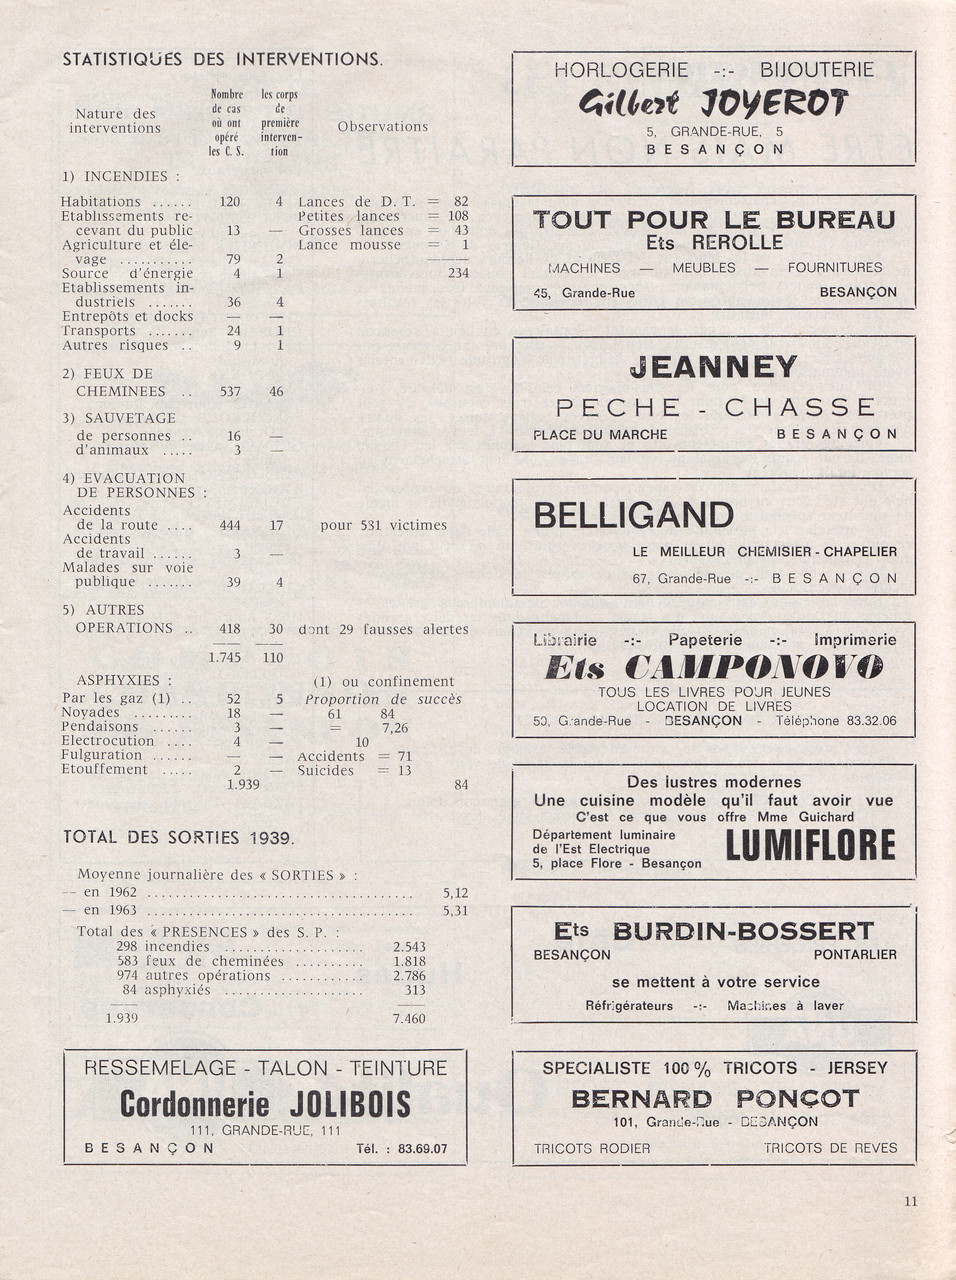 STATISTIQUES DES INTERVENTIONS.
Nature des interventions
Nombre de cas où ont opéré les C. S.
les corps de première interven-tion
Observations
1) INCENDIES :
Habitations ...... 120 4 Lances de D. T. = 82
Etablissements re- Petites lances = 108
cevant du public 13 — Grosses lances = 43
Agriculture et éle- Lance mousse = 1
vage ........... 79 2
Source d'énergie 4 1 234
Etablissements in-
dustriels ....... 36 4
Entrepôts et docks — —
Transports ....... 24 1
Autres risques .. 9 1
2) FEUX DE
CHEMINEES .. 537 46
3) SAUVETAGE
de personnes .. 16 —
d'animaux ..... 3 —
4) EVACUATION
DE PERSONNES :
Accidents
de la route .... 444 17 pour 531 victimes
Accidents
de travail ...... 3 —
Malades sur voie
publique ....... 39 4
5) AUTRES
OPERATIONS .. 418 30 dont 29 fausses alertes
1.745 110
ASPHYXIES : (1) ou confinement
Par les gaz (1) .. 52 5 Proportion de succès
Noyades ......... 18 — 61 84
Pendaisons ...... 3 — = 7,26
Electrocution .... 4 — 10
Fulguration ...... — — Accidents = 71
Etouffement ..... 2 — Suicides = 13
1.939 84
TOTAL DES SORTIES 1939.
Moyenne journalière des « SORTIES » :
— en 1962 ...................................... 5,12
— en 1963 ...................................... 5,31
Total des « PRESENCES » des S. P. :
298 incendies .................... 2.543
583 feux de cheminées .......... 1.818
974 autres opérations ............ 2.786
84 asphyxiés .................... 313
1.939 7.460
RESSEMELAGE - TALON - TEINTURE
Cordonnerie JOLIBOIS
111, GRANDE-RUE, 111
BESANÇON Tél. : 83.69.07
HORLOGERIE -:- BIJOUTERIE
Gilbert JOYEROT
5, GRANDE-RUE, 5
BESANÇON
TOUT POUR LE BUREAU
Ets REROLLE
MACHINES — MEUBLES — FOURNITURES
45, Grande-Rue BESANÇON
JEANNEY
PECHE - CHASSE
PLACE DU MARCHE BESANÇON
BELLIGAND
LE MEILLEUR CHEMISIER - CHAPELIER
67, Grande-Rue -:- BESANÇON
Librairie -:- Papeterie -:- Imprimerie
Ets CAMPONOVO
TOUS LES LIVRES POUR JEUNES
LOCATION DE LIVRES
50, Grande-Rue - BESANÇON - Téléphone 83.32.06
Des lustres modernes
Une cuisine modèle qu'il faut avoir vue
C'est ce que vous offre Mme Guichard
Département luminaire
de l'Est Electrique
5, place Flore - Besançon
LUMIFLORE
Ets BURDIN-BOSSERT
BESANÇON PONTARLIER
se mettent à votre service
Réfrigérateurs -:- Machines à laver
SPECIALISTE 100 % TRICOTS - JERSEY
BERNARD PONÇOT
101, Grande-Rue - BESANÇON
TRICOTS RODIER TRICOTS DE REVES
11